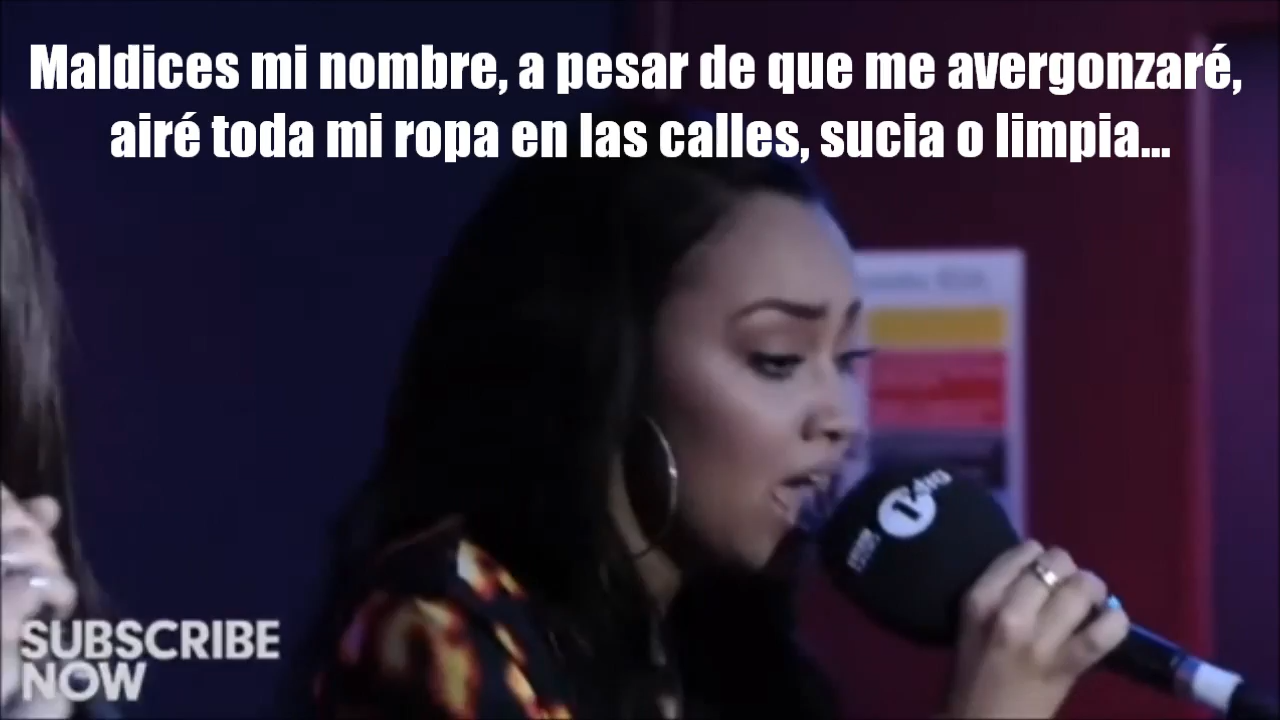 Maldices mi nombre, a pesar de que me avergonzaré,
airé toda mi ropa en las calles, sucia o limpia...
1
SUBSCRIBE
NOW